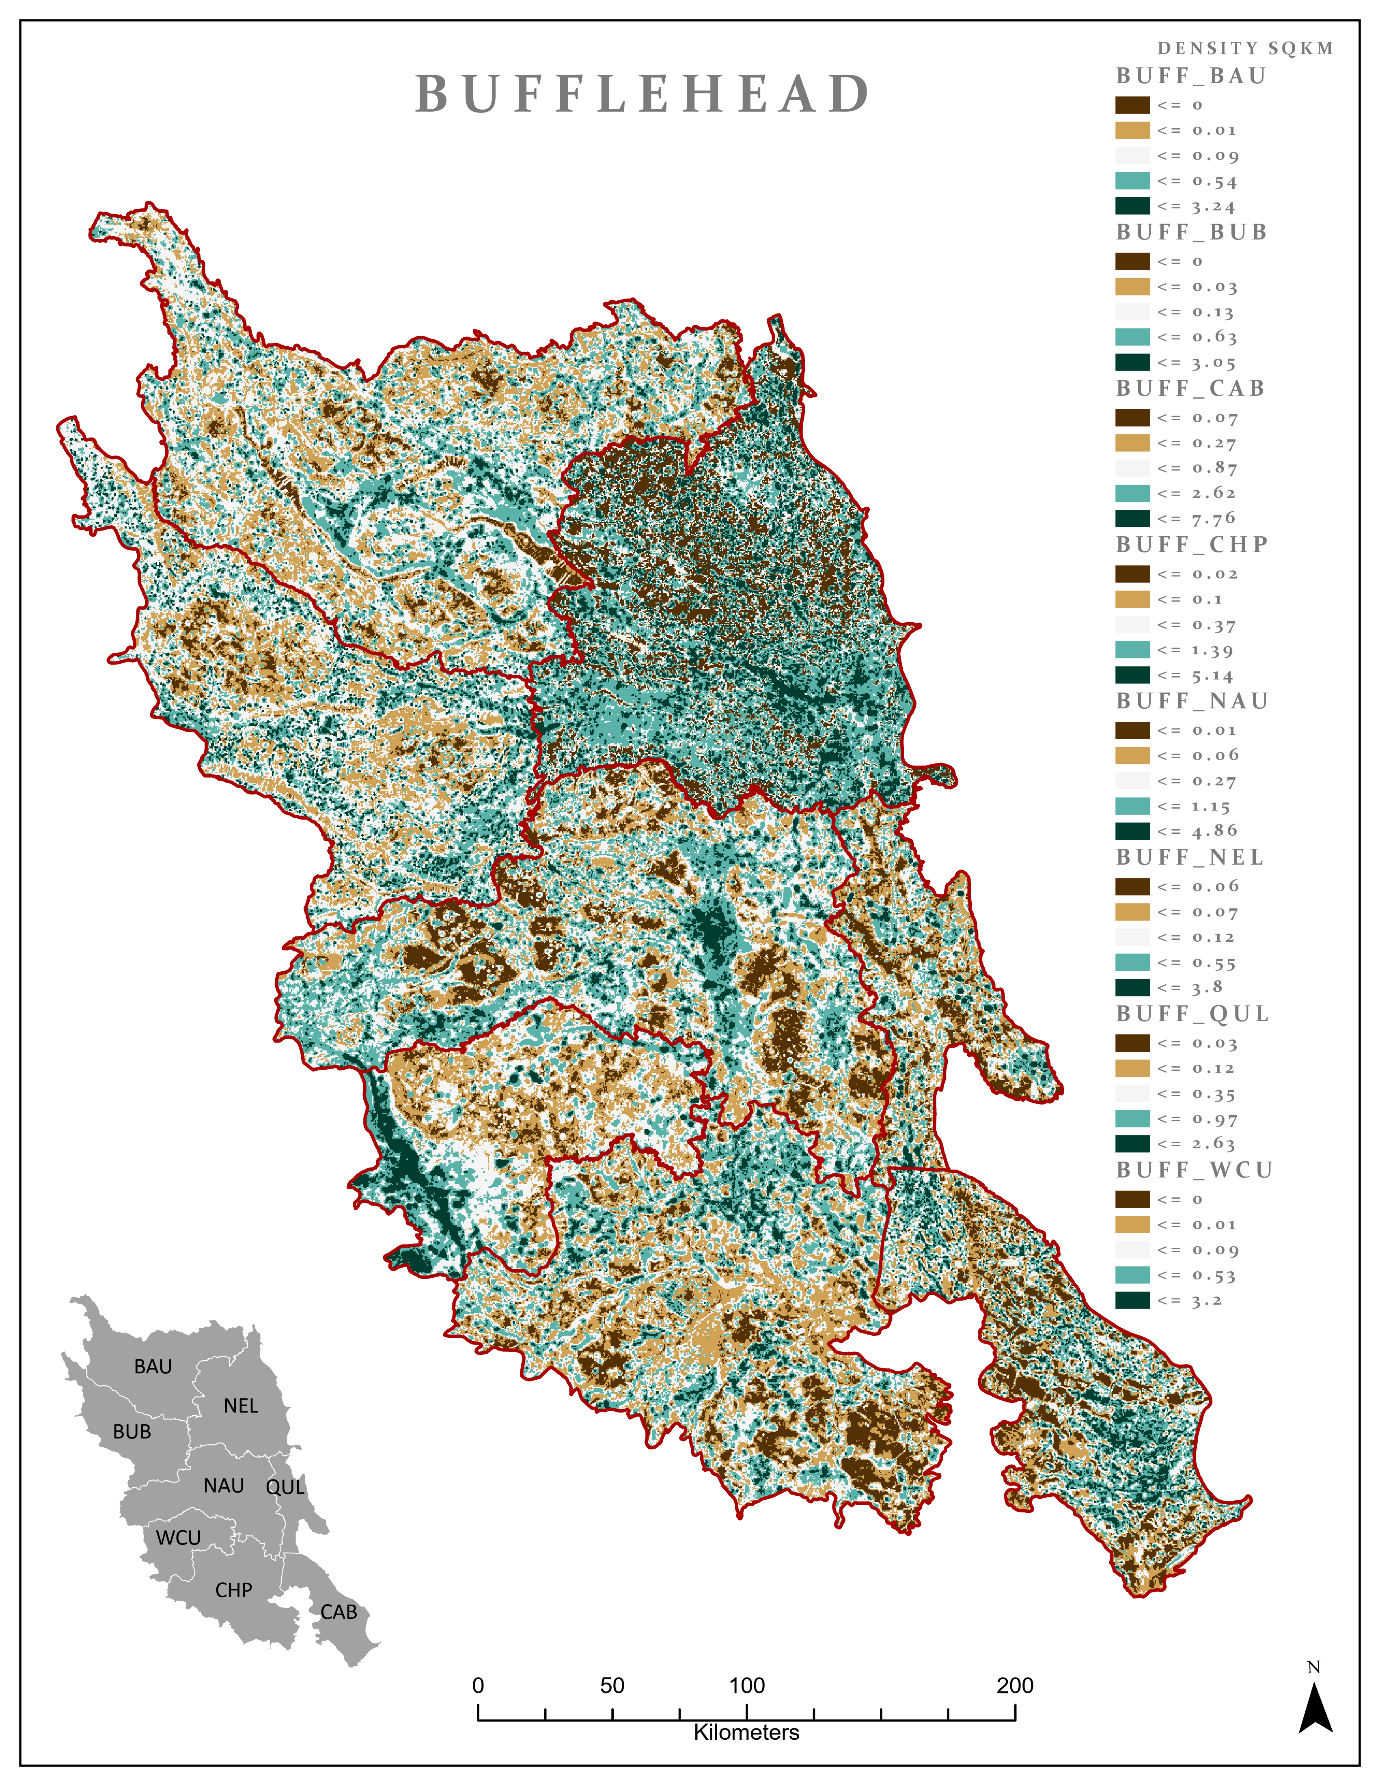 DENSITY SQKM
BUFFLEHEAD
BUFF_BAU
<= 0
<= 0.01
<= 0.09
<= 0.54
<= 3.24
BUFF_BUB
<= 0
<= 0.03
<= 0.13
<= 0.63
<= 3.05
BUFF_CAB
<= 0.07
<= 0.27
<= 0.87
<= 2.62
<= 7.76
BUFF_CHP
<= 0.02
<= 0.1
<= 0.37
<= 1.39
<= 5.14
BUFF_NAU
<= 0.01
<= 0.06
<= 0.27
<= 1.15
<= 4.86
BUFF_NEL
<= 0.06
<= 0.07
<= 0.12
<= 0.55
<= 3.8
BUFF_QUL
<= 0.03
<= 0.12
<= 0.35
<= 0.97
<= 2.63
BUFF_WCU
<= 0
<= 0.01
<= 0.09
<= 0.53
<= 3.2
BAU
NEL
BUB
NAU
QUL
WCU
CHP
CAB
0 50 100 200
Kilometers
N